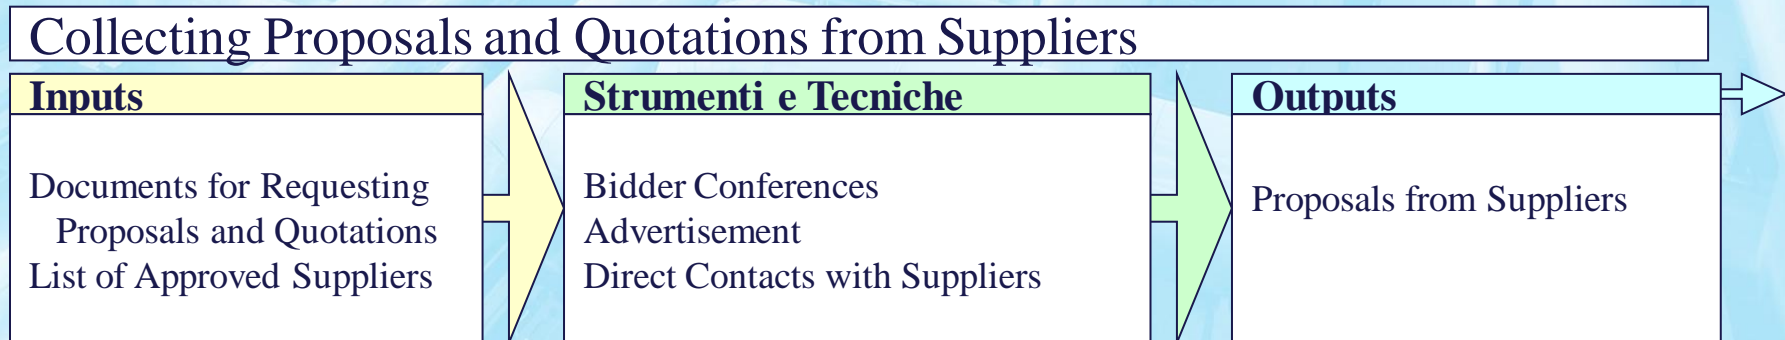 Collecting Proposals and Quotations from Suppliers
Inputs
Documents for Requesting
Proposals and Quotations
List of Approved Suppliers
Strumenti e Tecniche
Bidder Conferences
Advertisement
Direct Contacts with Suppliers
Outputs
Proposals from Suppliers